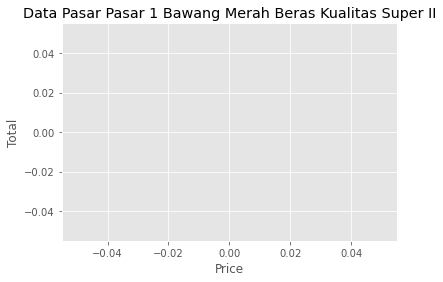 Data Pasar Pasar 1 Bawang Merah Beras Kualitas Super II
0.04
0.02
0.00
−0.02
−0.04
Total
−0.04 −0.02 0.00 0.02 0.04
Price